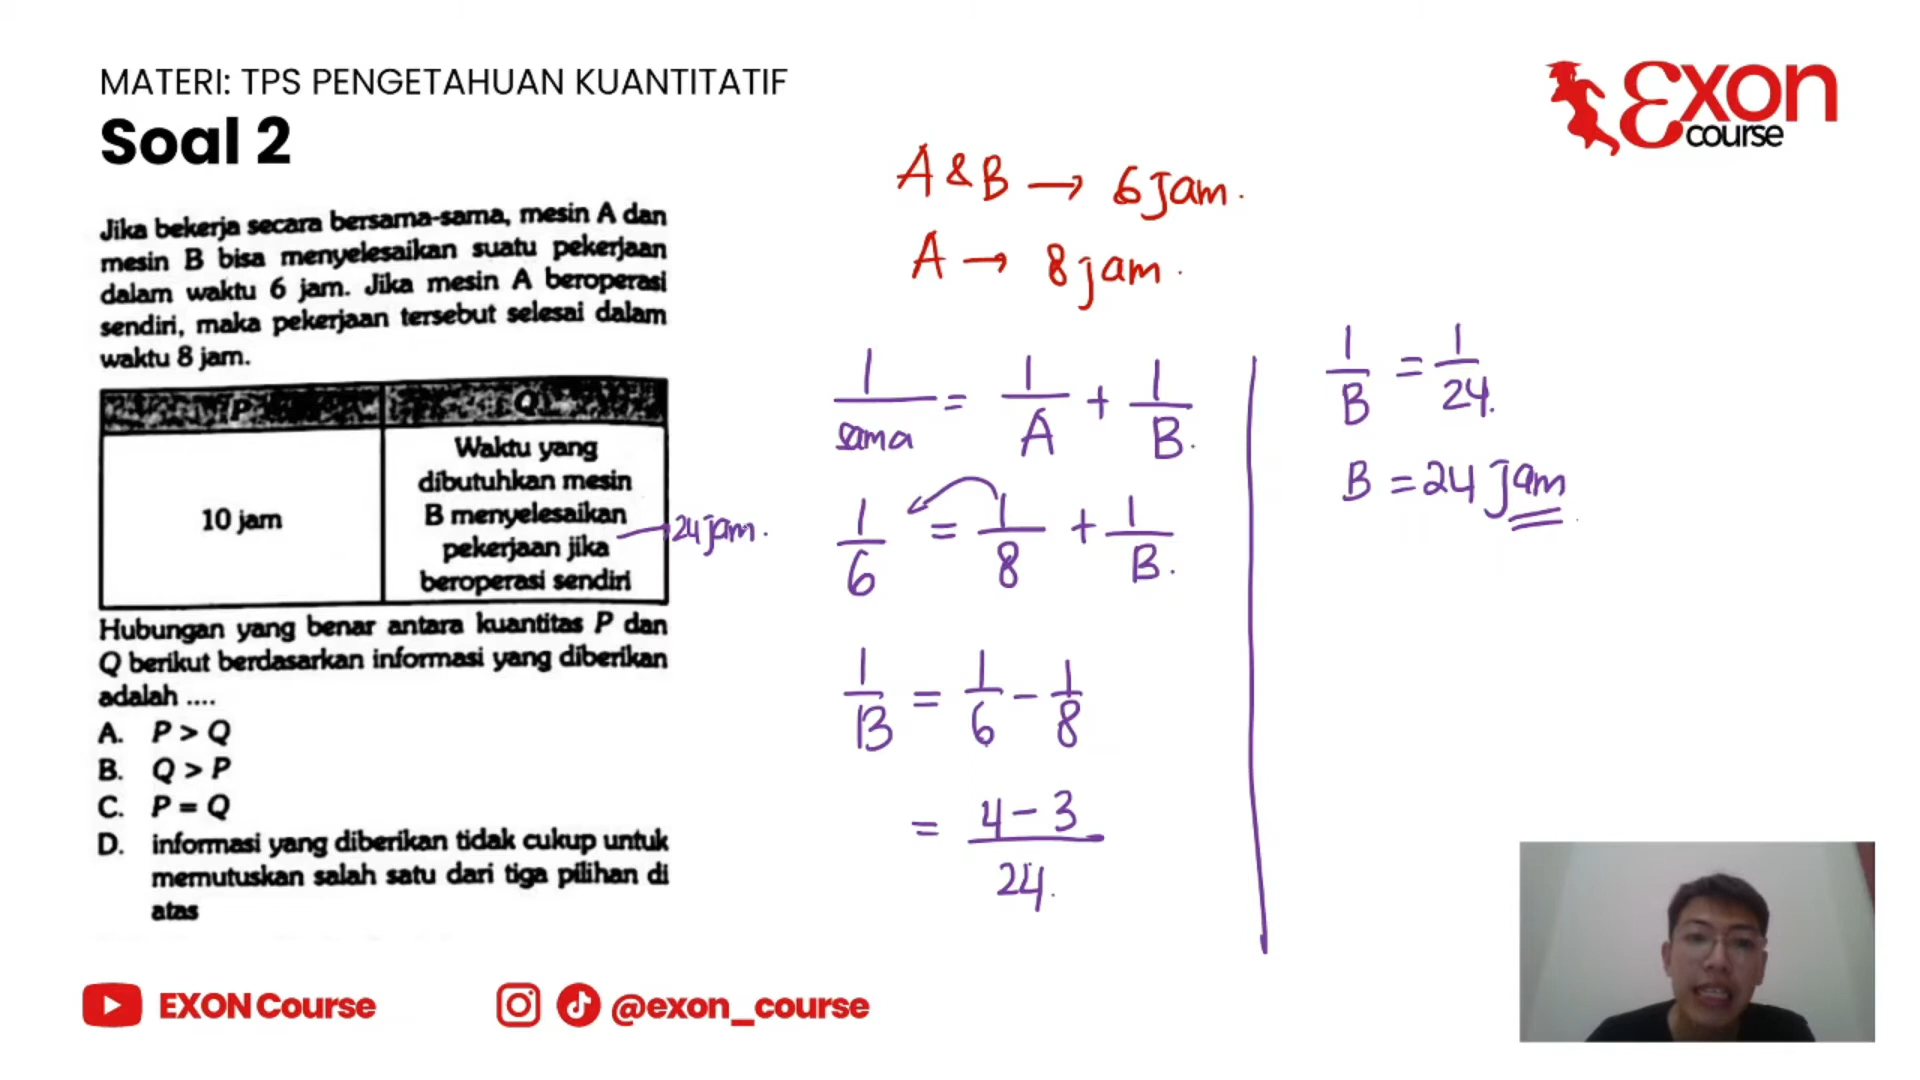 MATERI: TPS PENGETAHUAN KUANTITATIF
Soal 2
εxon
course
Jika bekerja secara bersama-sama, mesin A dan
mesin B bisa menyelesaikan suatu pekerjaan
dalam waktu 6 jam. Jika mesin A beroperasi
sendiri, maka pekerjaan tersebut selesai dalam
waktu 8 jam.
P
Q
10 jam
Waktu yang
dibutuhkan mesin
B menyelesaikan
pekerjaan jika
beroperasi sendiri
24 jam.
Hubungan yang benar antara kuantitas P dan
Q berikut berdasarkan informasi yang diberikan
adalah ....
A. P > Q
B. Q > P
C. P = Q
D. informasi yang diberikan tidak cukup untuk
memutuskan salah satu dari tiga pilihan di
atas
A & B → 6 jam.
A → 8 jam.
1/sama = 1/A + 1/B.
1/6 = 1/8 + 1/B.
1/B = 1/6 - 1/8
= 4 - 3/24.
1/B = 1/24.
B = 24 jam
EXON Course
@exon_course